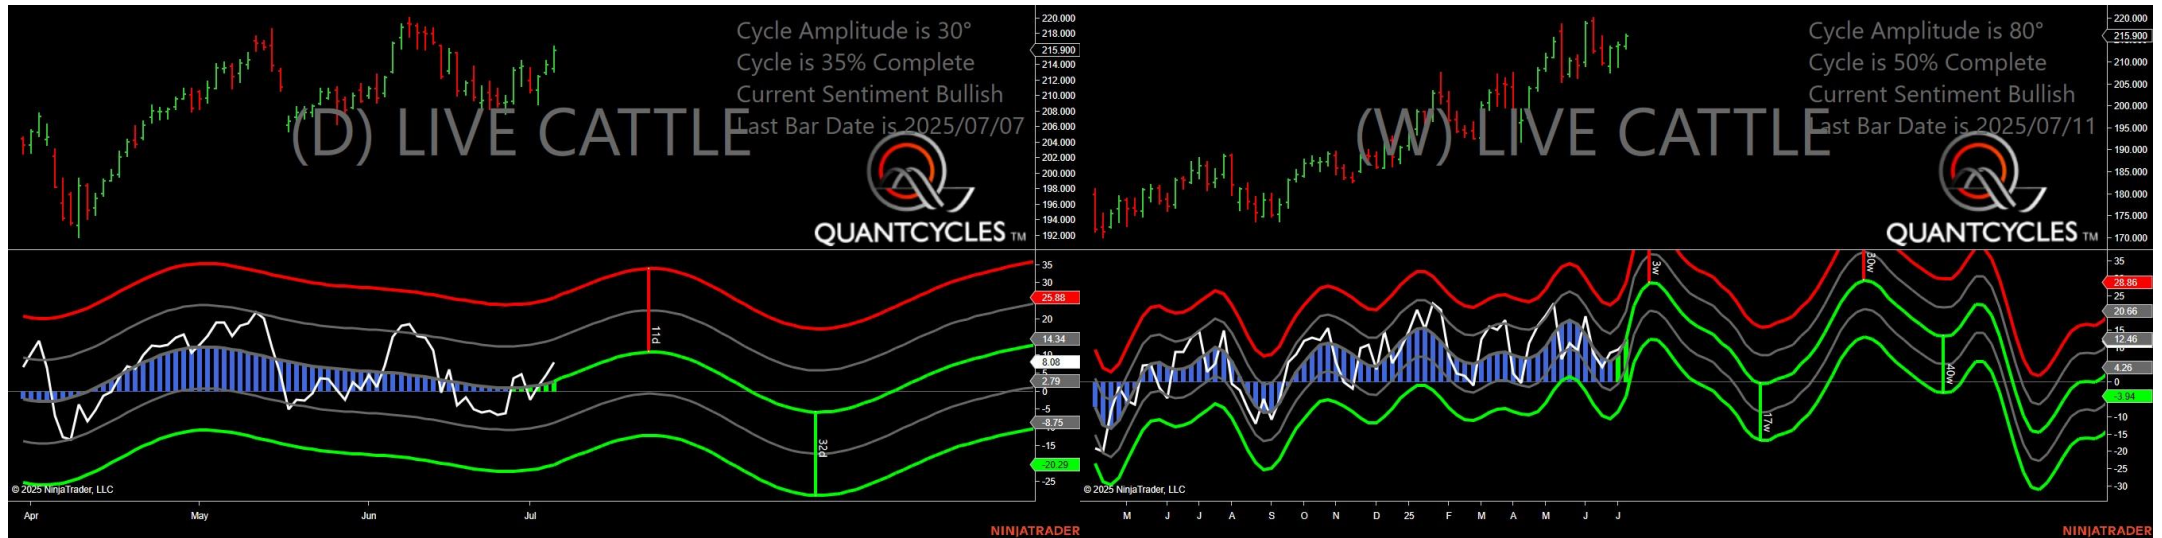 Cycle Amplitude is 30°
Cycle is 35% Complete
Current Sentiment Bullish
Last Bar Date is 2025/07/07
(D) LIVE CATTLE
QUANTCYCLES TM
220.000
218.000
215.900
214.000
212.000
210.000
208.000
206.000
204.000
202.000
200.000
198.000
196.000
194.000
192.000
35
30
25.88
20
14.34
8.08
5
2.79
0
-5
-8.75
-15
-20.29
-25
11d
32d
© 2025 NinjaTrader, LLC
Apr May Jun Jul
NINJATRADER
Cycle Amplitude is 80°
Cycle is 50% Complete
Current Sentiment Bullish
Last Bar Date is 2025/07/11
(W) LIVE CATTLE
QUANTCYCLES TM
220.000
215.900
210.000
205.000
200.000
195.000
190.000
185.000
180.000
175.000
170.000
35
28.86
25
20.66
15
12.46
4.26
0
-3.94
-10
-15
-20
-25
-30
3w
30w
17w
40w
© 2025 NinjaTrader, LLC
M J J A S O N D 25 F M A M J J
NINJATRADER